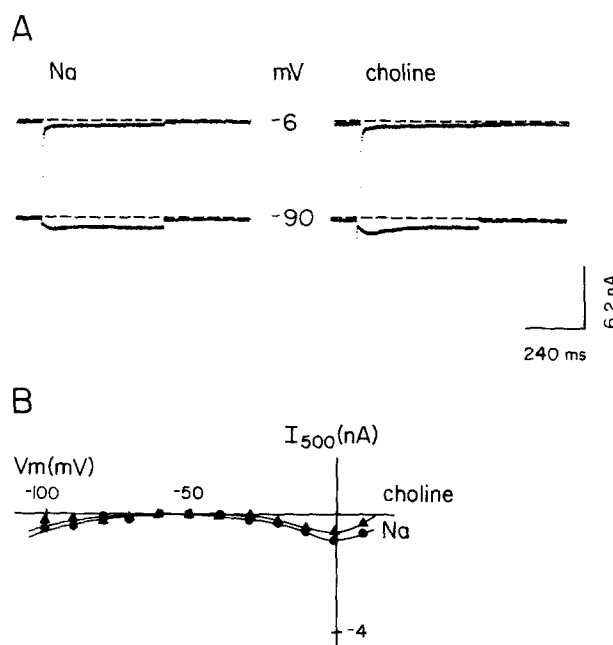 A
Na mV choline
-6
-90
6.2 nA
240 ms
B
I500(nA)
Vm(mV)
-100 -50
choline
Na
-4